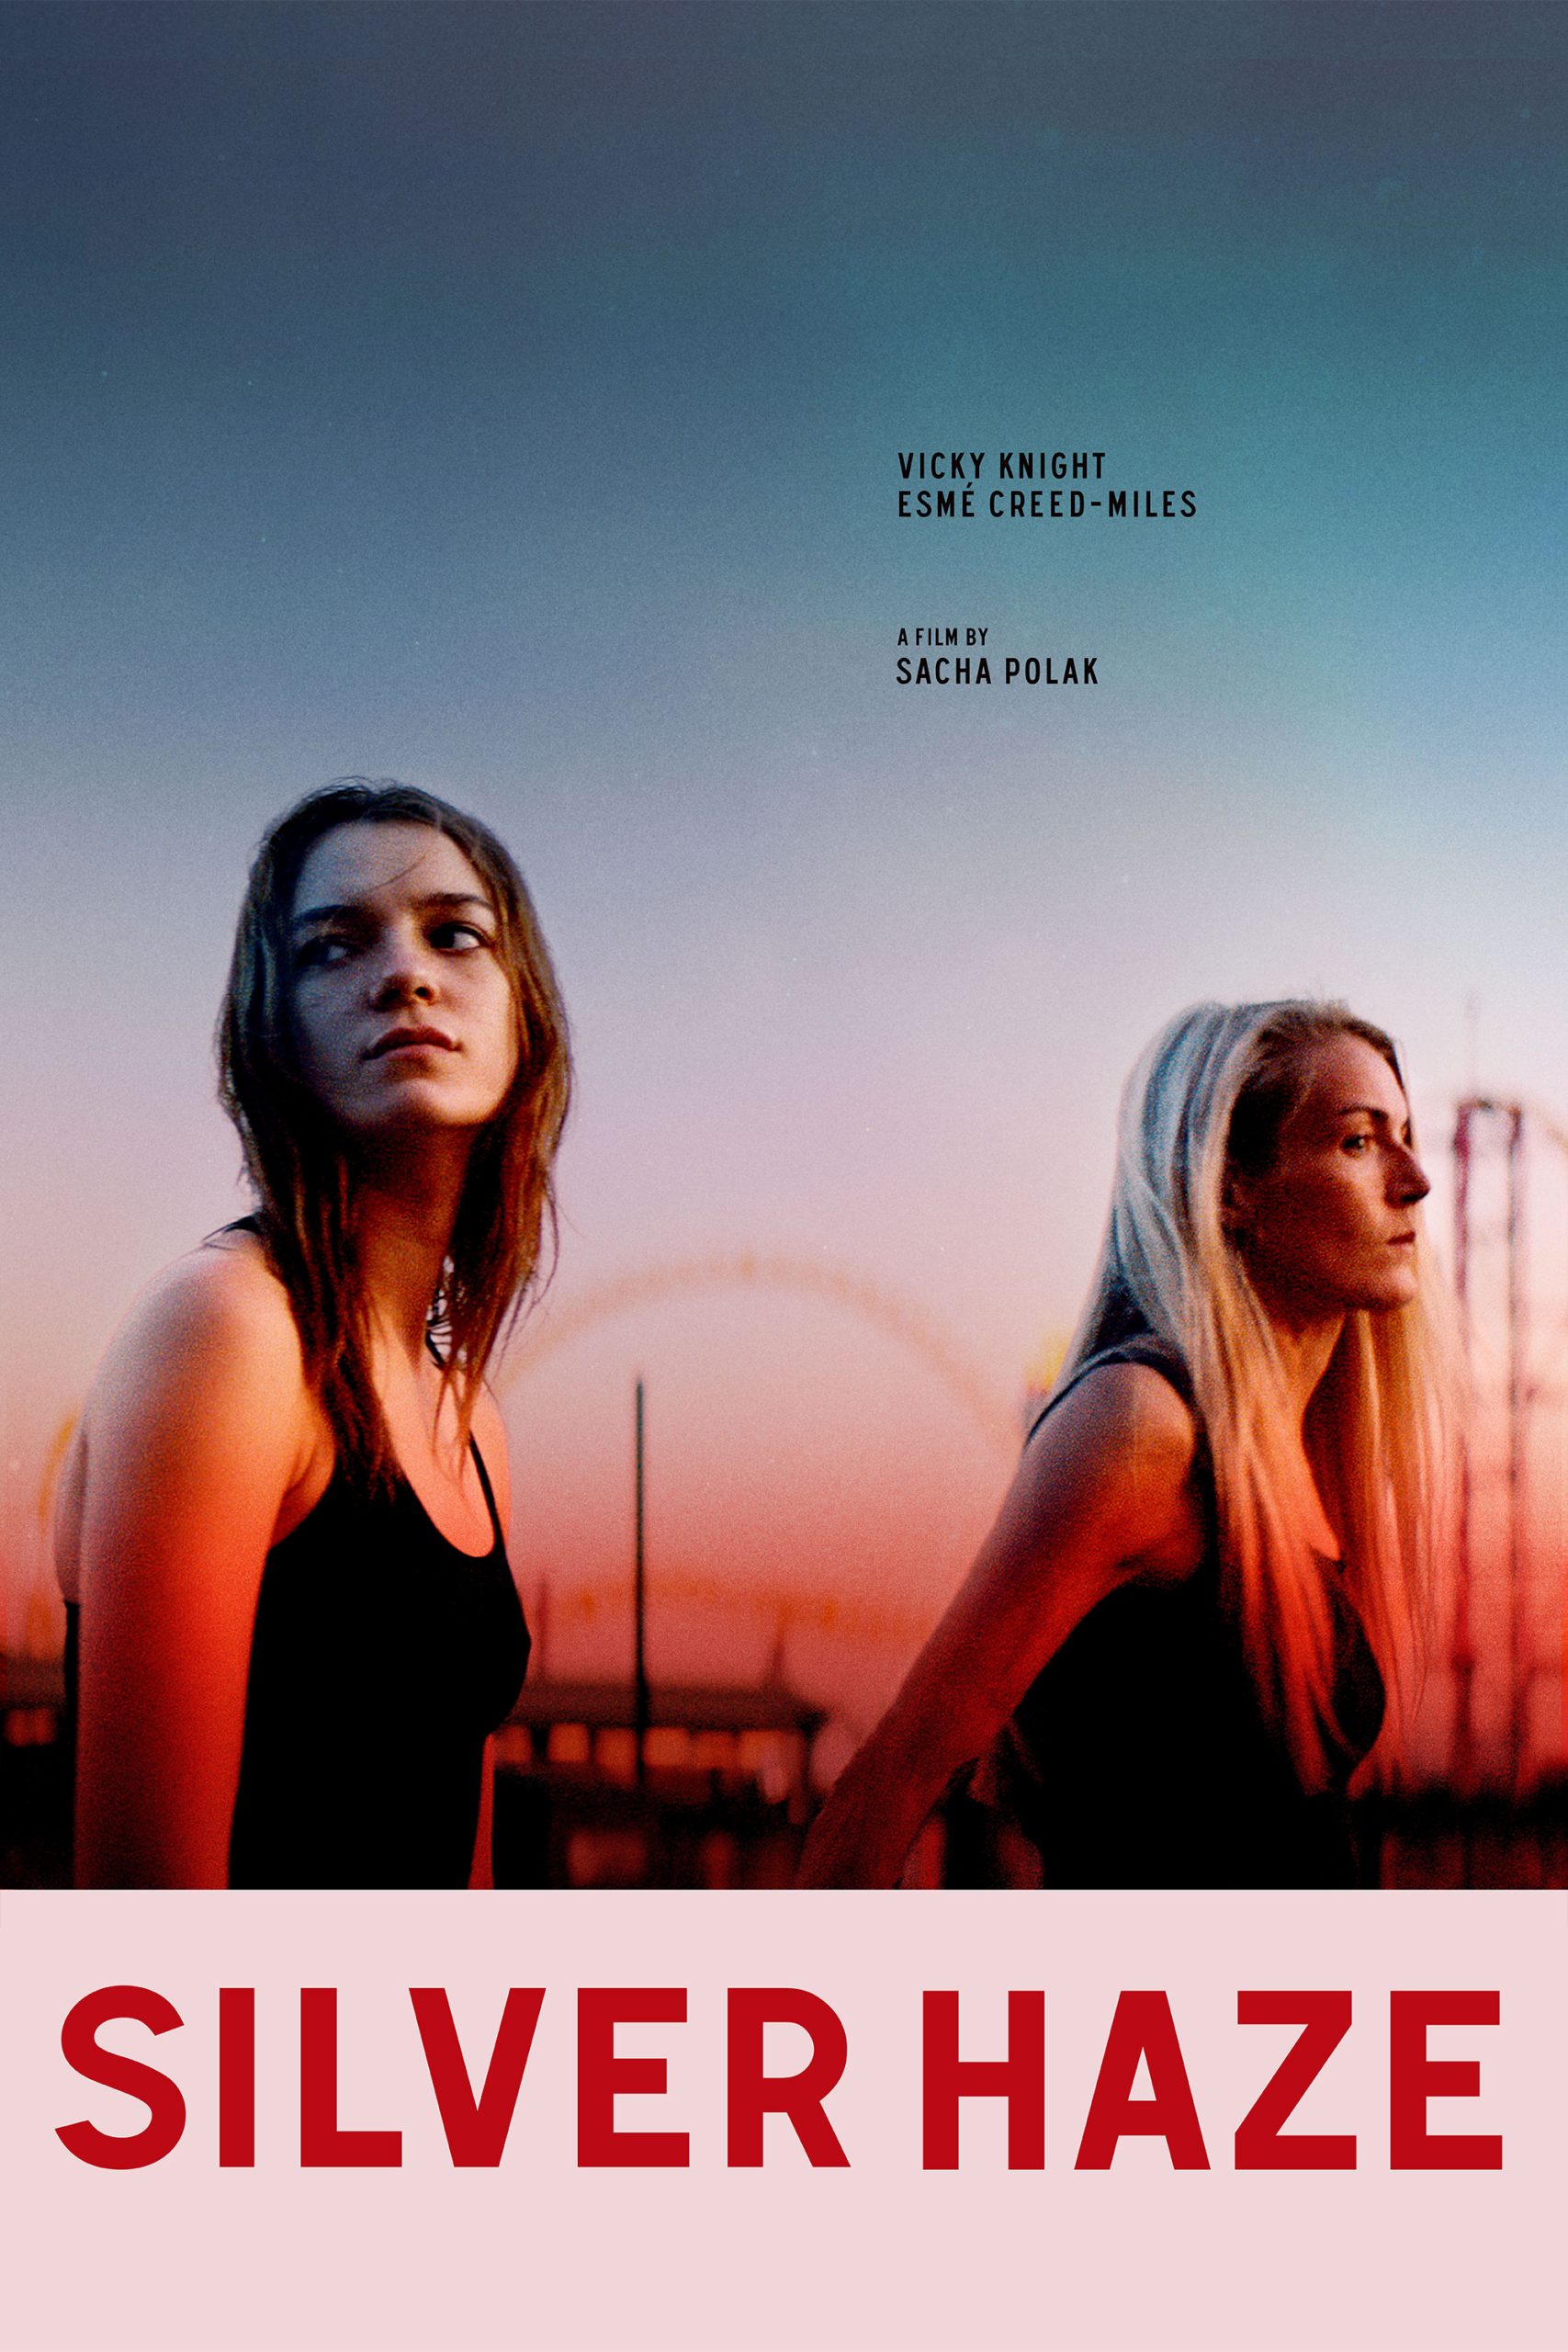 VICKY KNIGHT
ESMÉ CREED-MILES
A FILM BY
SACHA POLAK
SILVER HAZE